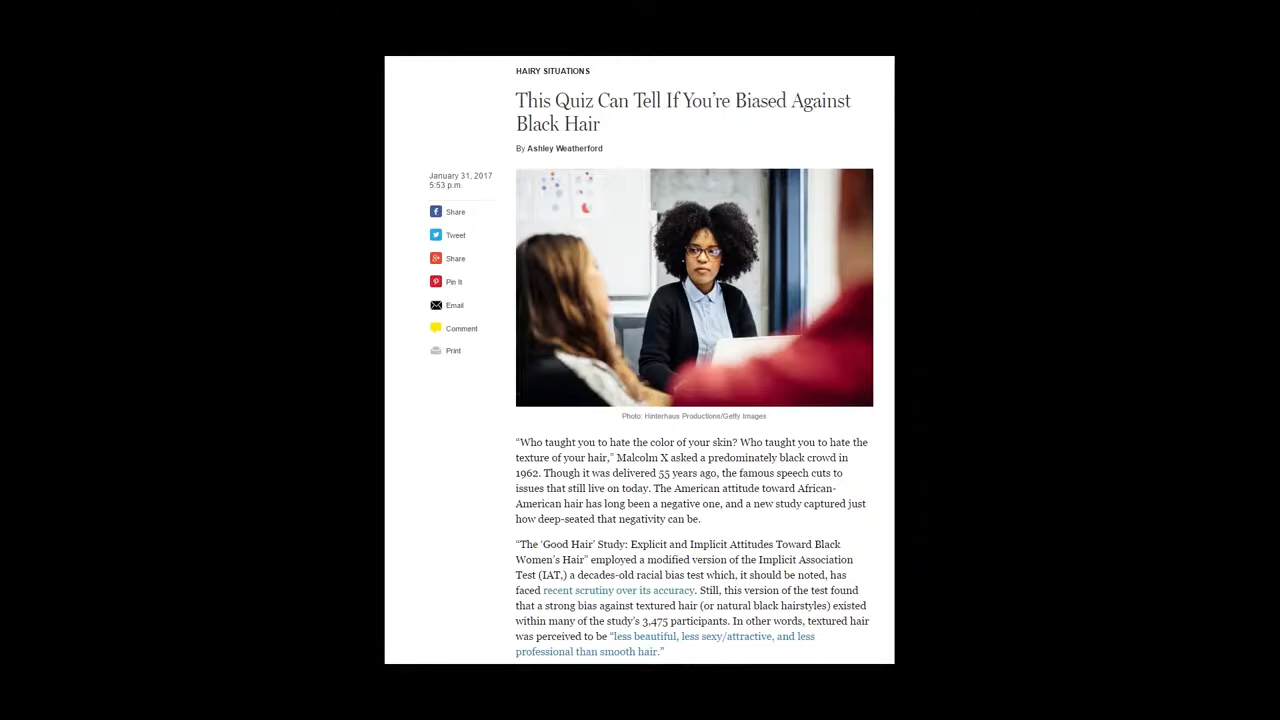 HAIRY SITUATIONS
This Quiz Can Tell If You’re Biased Against
Black Hair
By Ashley Weatherford
January 31, 2017
5:53 p.m.
Share
Tweet
Share
Pin It
Email
Comment
Print
Photo: Hinterhaus Productions/Getty Images
“Who taught you to hate the color of your skin? Who taught you to hate the
texture of your hair,” Malcolm X asked a predominately black crowd in
1962. Though it was delivered 55 years ago, the famous speech cuts to
issues that still live on today. The American attitude toward African-
American hair has long been a negative one, and a new study captured just
how deep-seated that negativity can be.
“The ‘Good Hair’ Study: Explicit and Implicit Attitudes Toward Black
Women’s Hair” employed a modified version of the Implicit Association
Test (IAT,) a decades-old racial bias test which, it should be noted, has
faced recent scrutiny over its accuracy. Still, this version of the test found
that a strong bias against textured hair (or natural black hairstyles) existed
within many of the study’s 3,475 participants. In other words, textured hair
was perceived to be “less beautiful, less sexy/attractive, and less
professional than smooth hair.”